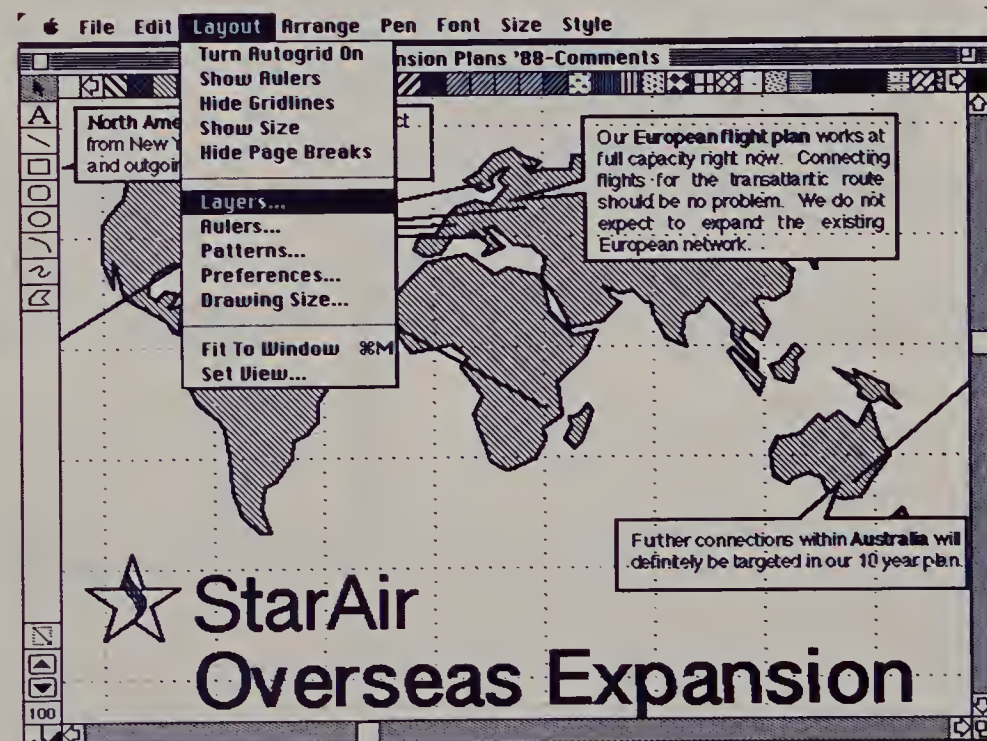 File Edit Layout Arrange Pen Font Size Style
nsion Plans '88-Comments
Turn Autogrid On
Show Rulers
Hide Gridlines
Show Size
Hide Page Breaks
Layers...
Rulers...
Patterns...
Preferences...
Drawing Size...
Fit To Window ⌘M
Set View...
A
North Ame
ct
from New Y
and outgoin
Our European flight plan works at
full capacity right now. Connecting
flights for the transatlantic route
should be no problem. We do not
expect to expand the existing
European network.
Futher connections within Australia will
definitely be targeted in our 10 year plan.
StarAir
Overseas Expansion
100